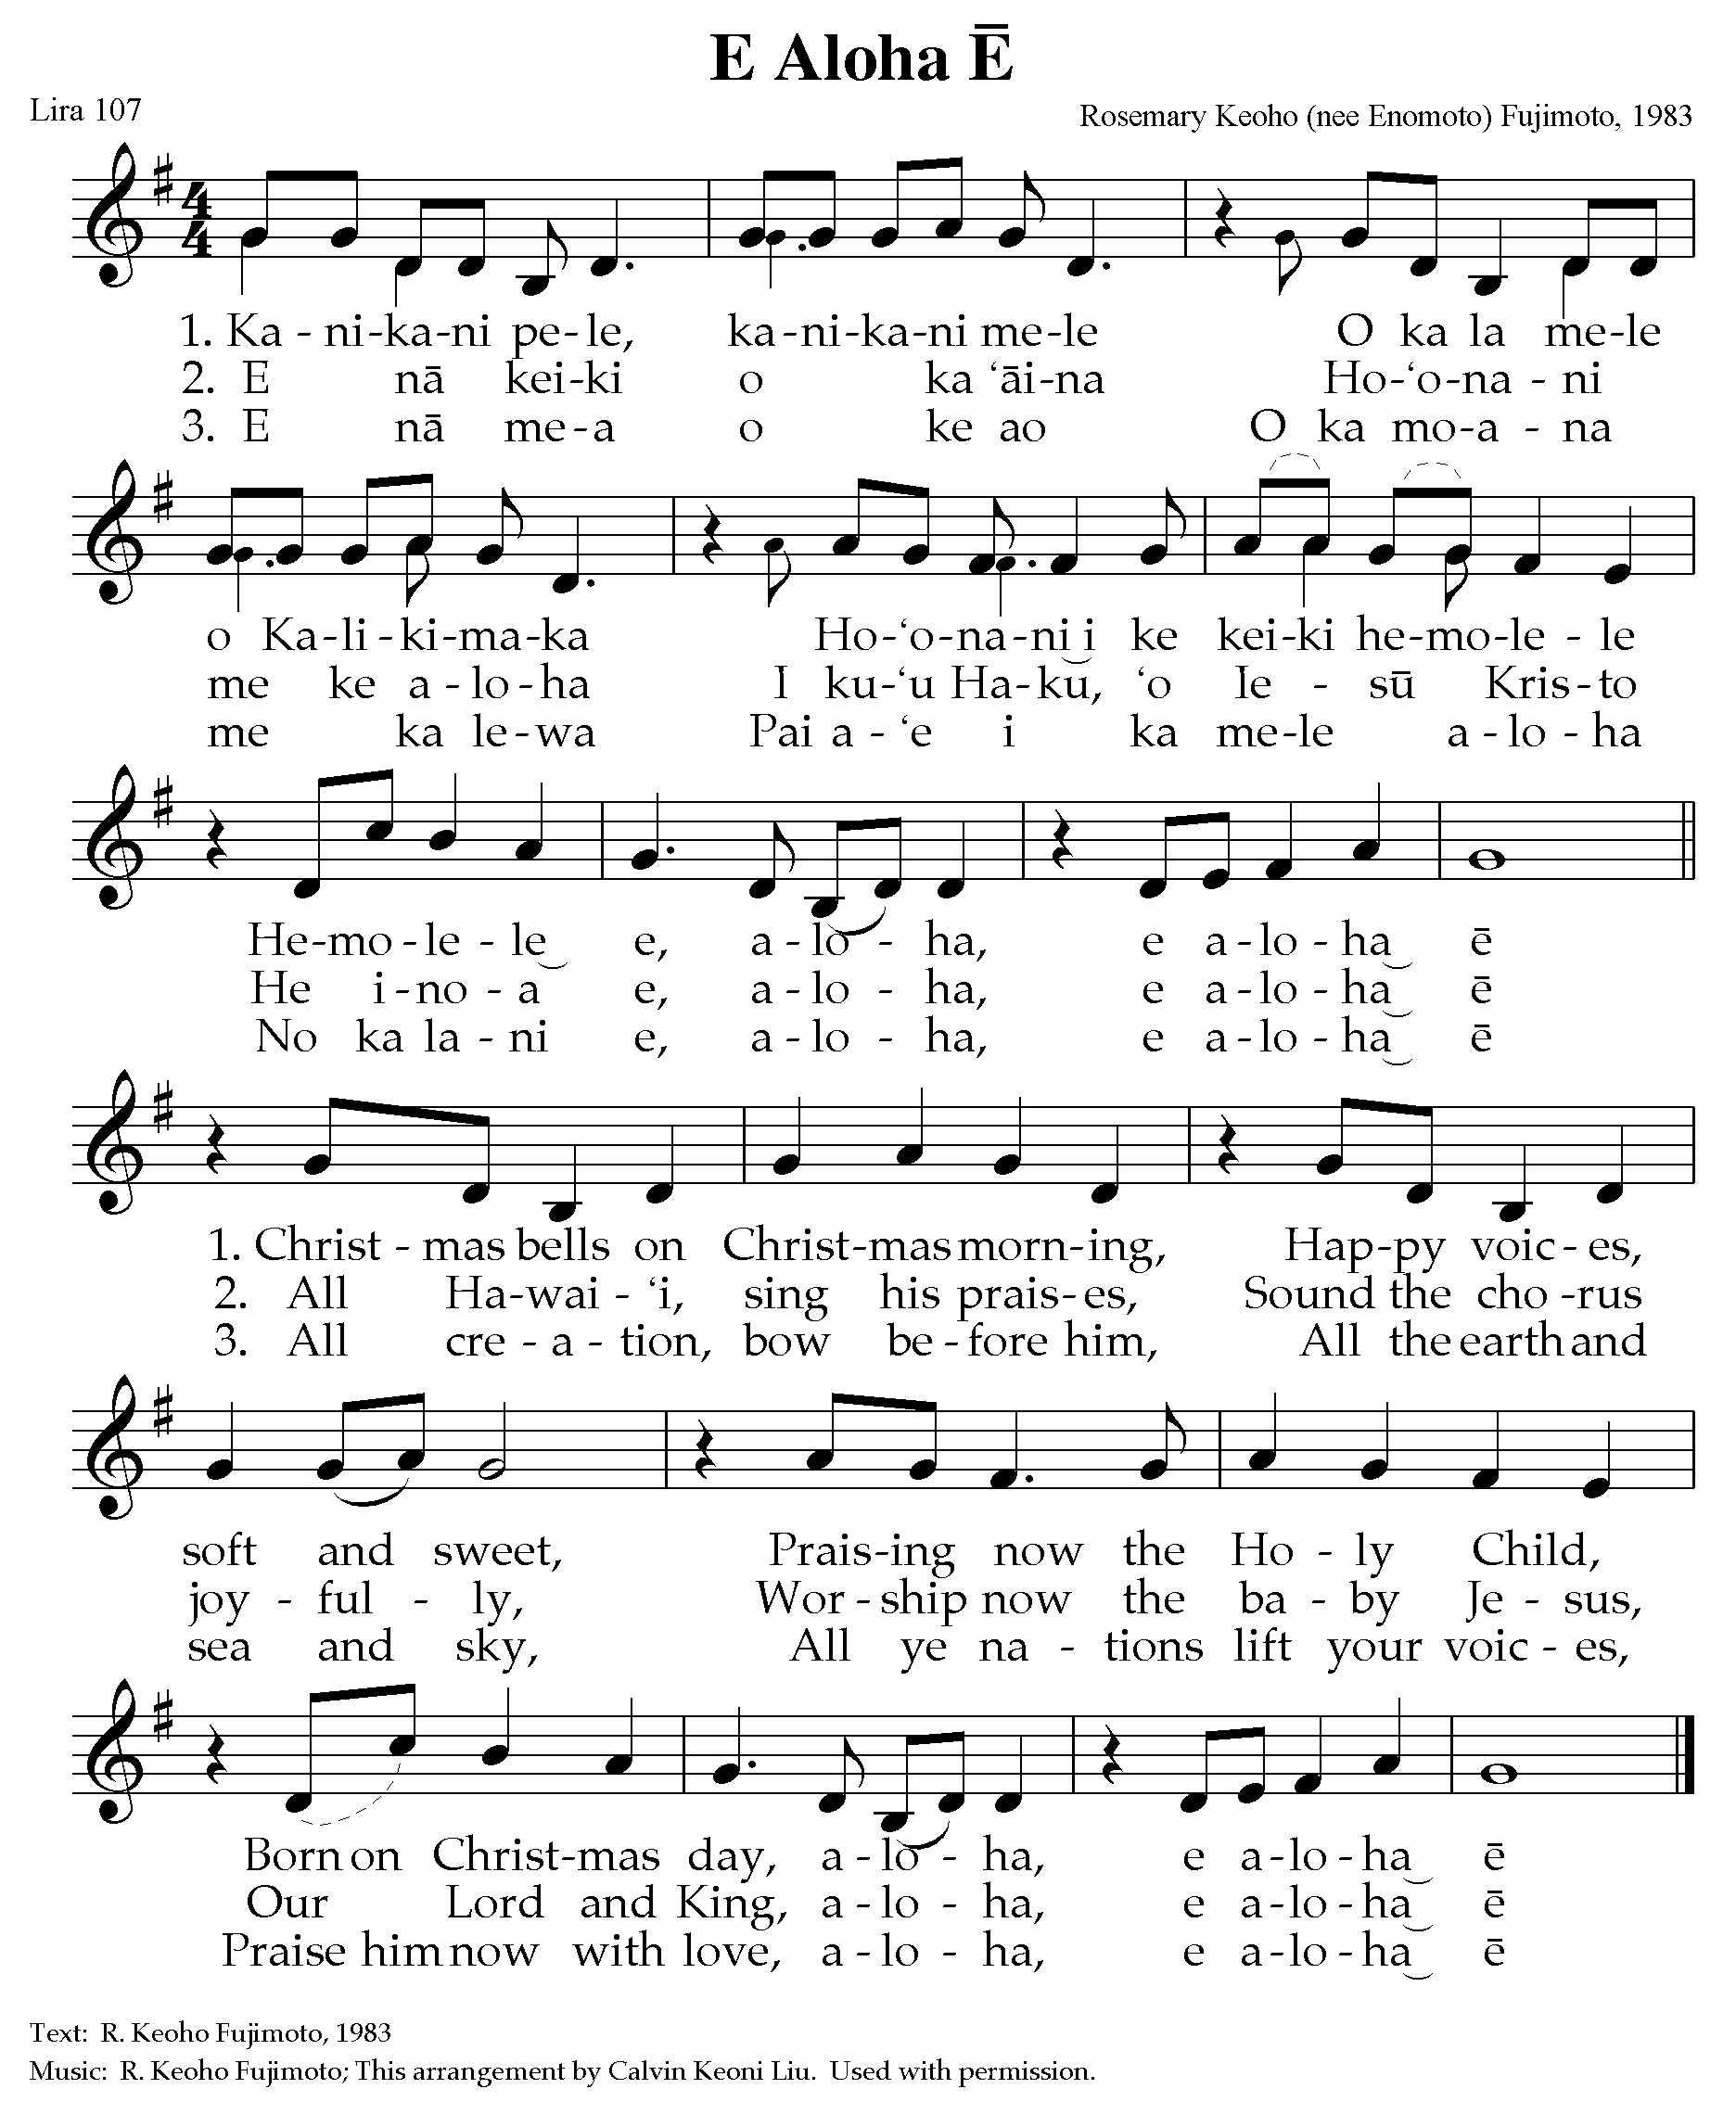 E Aloha Ē
Lira 107
Rosemary Keoho (nee Enomoto) Fujimoto, 1983
1. Ka - ni-ka-ni pe-le, ka-ni-ka-ni me-le O ka la me-le
2. E nā kei-ki o ka ‘āi-na Ho-‘o-na - ni
3. E nā me-a o ke ao O ka mo-a - na
o Ka-li-ki-ma-ka Ho-‘o-na-ni i ke kei-ki he-mo-le - le
me ke a-lo-ha I ku-‘u Ha-ku, ‘o Ie - sū Kris-to
me ka le-wa Pai a-‘e i ka me-le a-lo-ha
He-mo-le - le e, a-lo - ha, e a-lo-ha ē
He i-no - a e, a-lo - ha, e a-lo-ha ē
No ka la - ni e, a-lo - ha, e a-lo-ha ē
1. Christ - mas bells on Christ-mas morn-ing, Hap-py voic-es,
2. All Ha-wai-‘i, sing his prais-es, Sound the cho-rus
3. All cre-a-tion, bow be-fore him, All the earth and
soft and sweet, Prais-ing now the Ho-ly Child,
joy - ful - ly, Wor-ship now the ba-by Je-sus,
sea and sky, All ye na-tions lift your voic-es,
Born on Christ-mas day, a-lo - ha, e a-lo-ha ē
Our Lord and King, a-lo - ha, e a-lo-ha ē
Praise him now with love, a-lo - ha, e a-lo-ha ē
Text: R. Keoho Fujimoto, 1983
Music: R. Keoho Fujimoto; This arrangement by Calvin Keoni Liu. Used with permission.